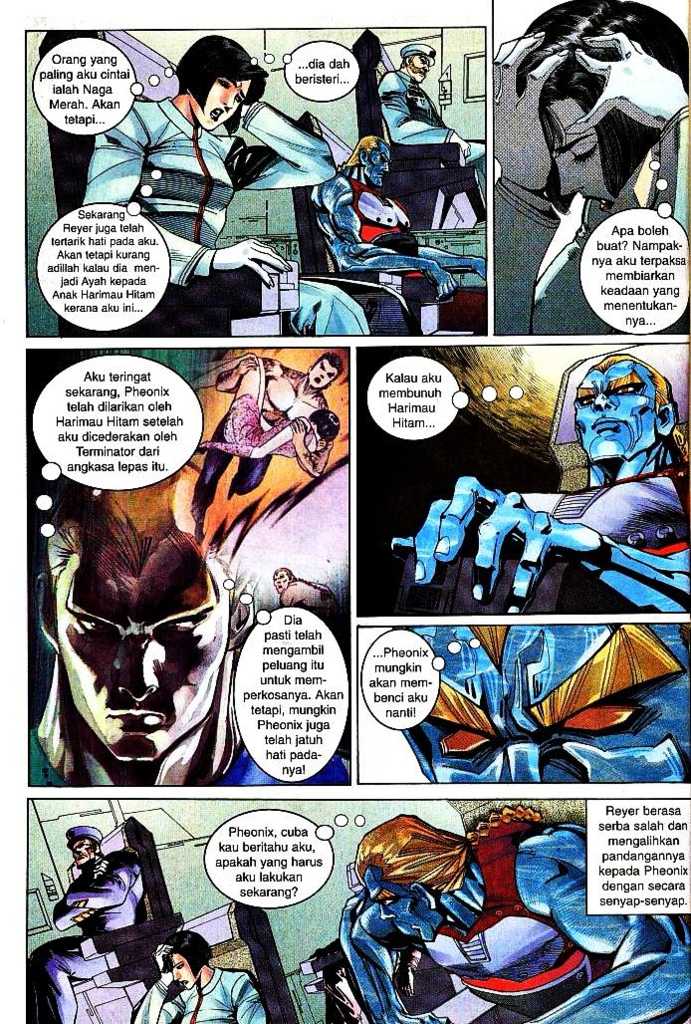 Orang yang
paling aku cintai
ialah Naga
Merah. Akan
tetapi...
...dia dah
beristeri...
Sekarang
Reyer juga telah
tertarik hati pada aku.
Akan tetapi kurang
adillah kalau dia men-
jadi Ayah kepada
Anak Harimau Hitam
kerana aku ini...
Apa boleh
buat? Nampak-
nya aku terpaksa
membiarkan
keadaan yang
menentukan-
nya...
Aku teringat
sekarang, Pheonix
telah dilarikan oleh
Harimau Hitam setelah
aku dicederakan oleh
Terminator dari
angkasa lepas itu.
Dia
pasti telah
mengambil
peluang itu
untuk mem-
perkosanya. Akan
tetapi, mungkin
Pheonix juga
telah jatuh
hati pada-
nya!
Kalau aku
membunuh
Harimau
Hitam...
...Pheonix
mungkin
akan mem-
benci aku
nanti!
Pheonix, cuba
kau beritahu aku,
apakah yang harus
aku lakukan
sekarang?
Reyer berasa
serba salah dan
mengalihkan
pandangannya
kepada Pheonix
dengan secara
senyap-senyap.